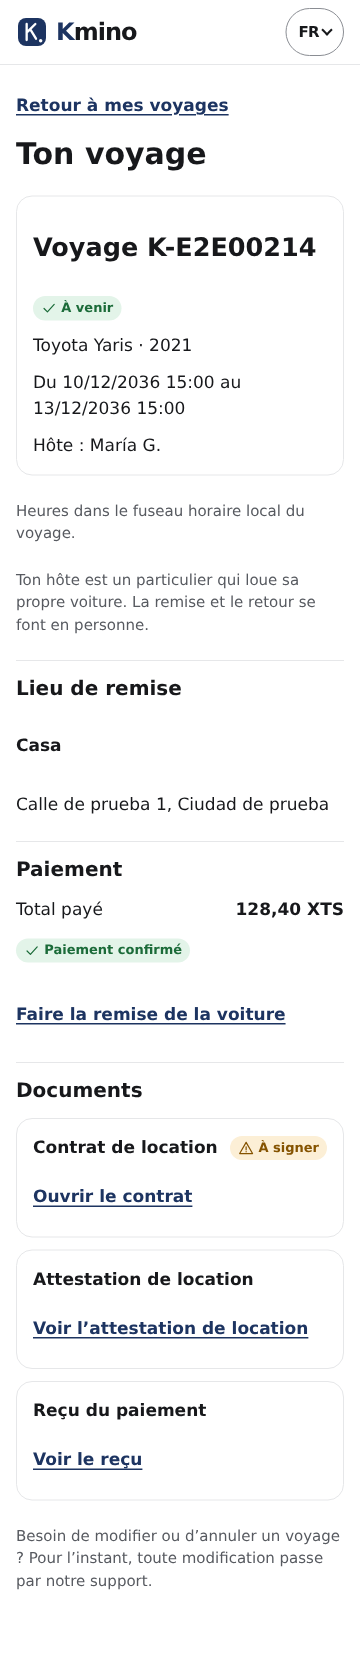 Kmino
FR
Retour à mes voyages
Ton voyage
Voyage K-E2E00214
À venir
Toyota Yaris · 2021
Du 10/12/2036 15:00 au
13/12/2036 15:00
Hôte : María G.
Heures dans le fuseau horaire local du
voyage.
Ton hôte est un particulier qui loue sa
propre voiture. La remise et le retour se
font en personne.
Lieu de remise
Casa
Calle de prueba 1, Ciudad de prueba
Paiement
Total payé 128,40 XTS
Paiement confirmé
Faire la remise de la voiture
Documents
Contrat de location À signer
Ouvrir le contrat
Attestation de location
Voir l’attestation de location
Reçu du paiement
Voir le reçu
Besoin de modifier ou d’annuler un voyage
? Pour l’instant, toute modification passe
par notre support.